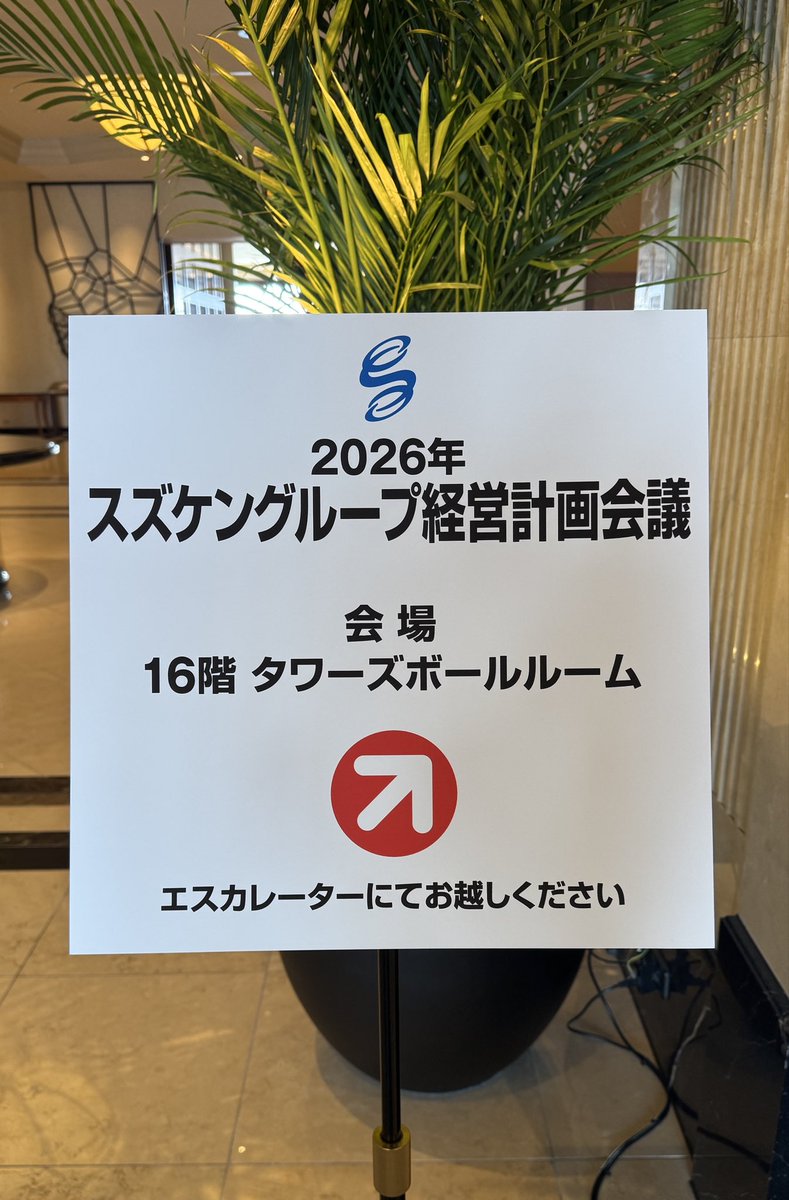 2026年
スズケングループ経営計画会議
会場
16階 タワーズボールルーム
エスカレーターにてお越しください